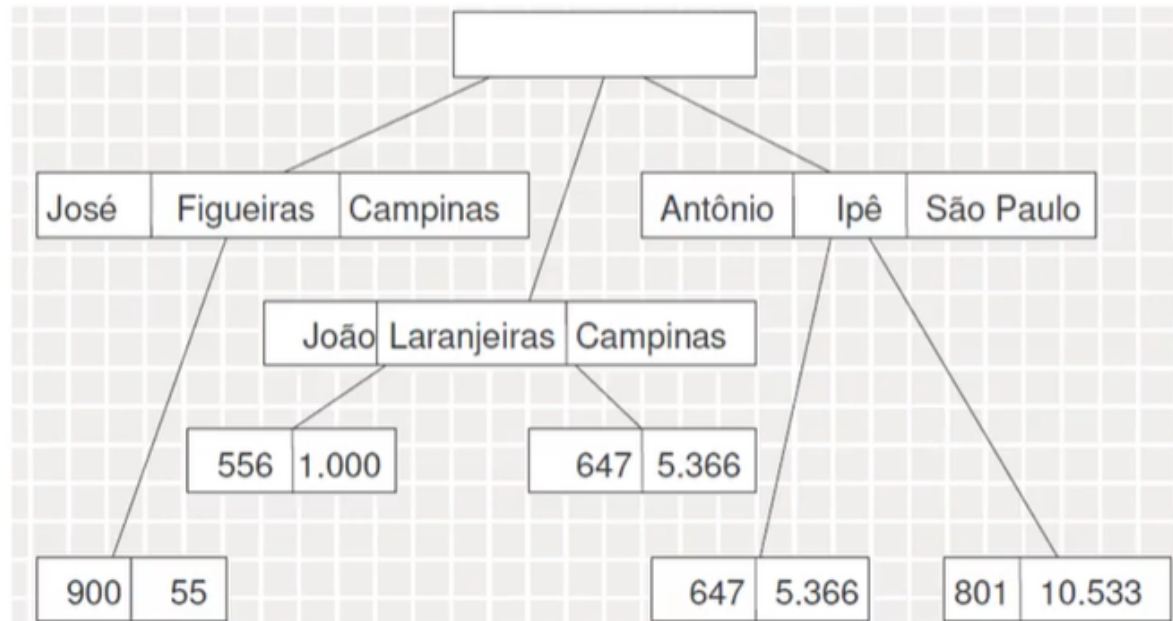 José Figueiras Campinas Antônio Ipê São Paulo
João Laranjeiras Campinas
556 1.000 647 5.366
900 55 647 5.366 801 10.533